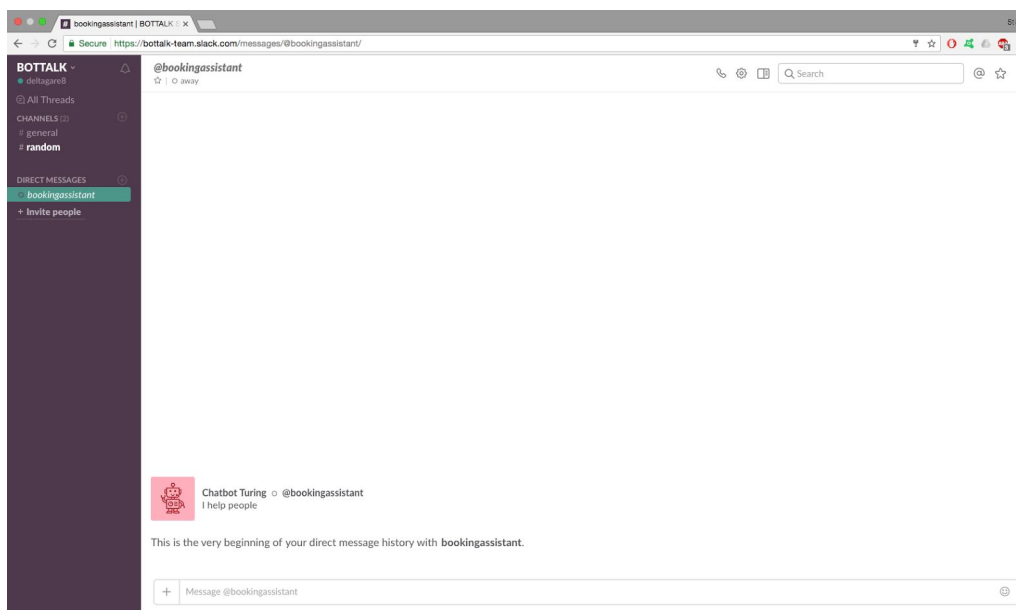 bookingassistant | BOTTALK S
St
Secure https://bottalk-team.slack.com/messages/@bookingassistant/
BOTTALK
deltagare8
All Threads
CHANNELS (2)
# general
# random
DIRECT MESSAGES
bookingassistant
+ Invite people
@bookingassistant
away
Search
Chatbot Turing @bookingassistant
I help people
This is the very beginning of your direct message history with bookingassistant.
Message @bookingassistant